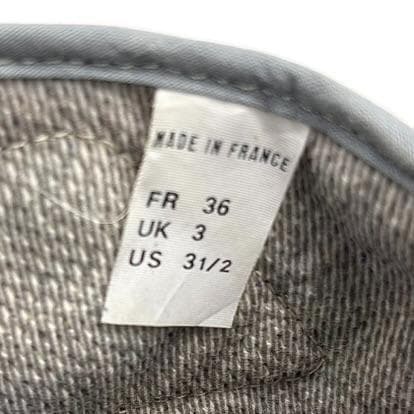 MADE IN FRANCE
FR 36
UK 3
US 31/2